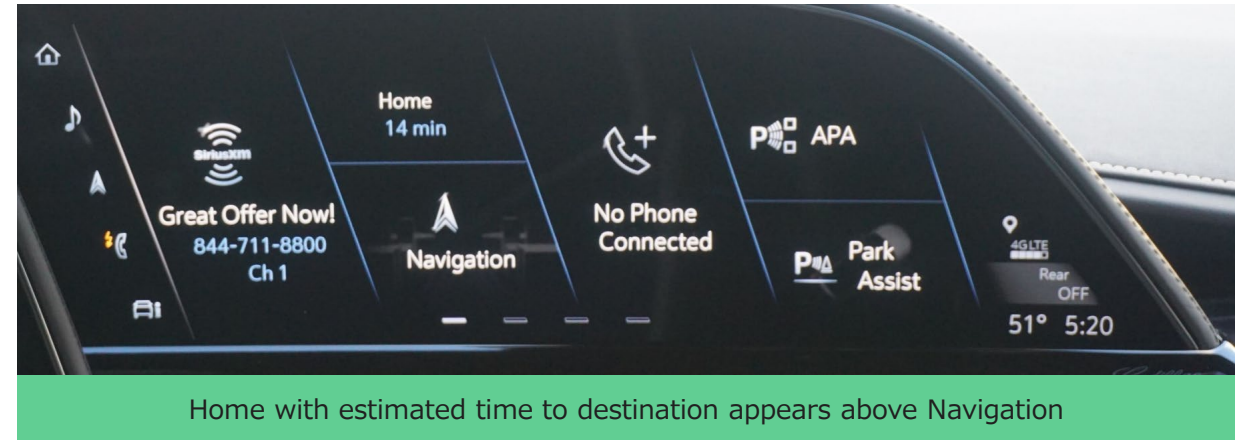 SiriusXM
Great Offer Now!
844-711-8800
Ch 1
Home
14 min
Navigation
No Phone
Connected
APA
P
Park
Assist
4G LTE
Rear
OFF
51° 5:20
Home with estimated time to destination appears above Navigation